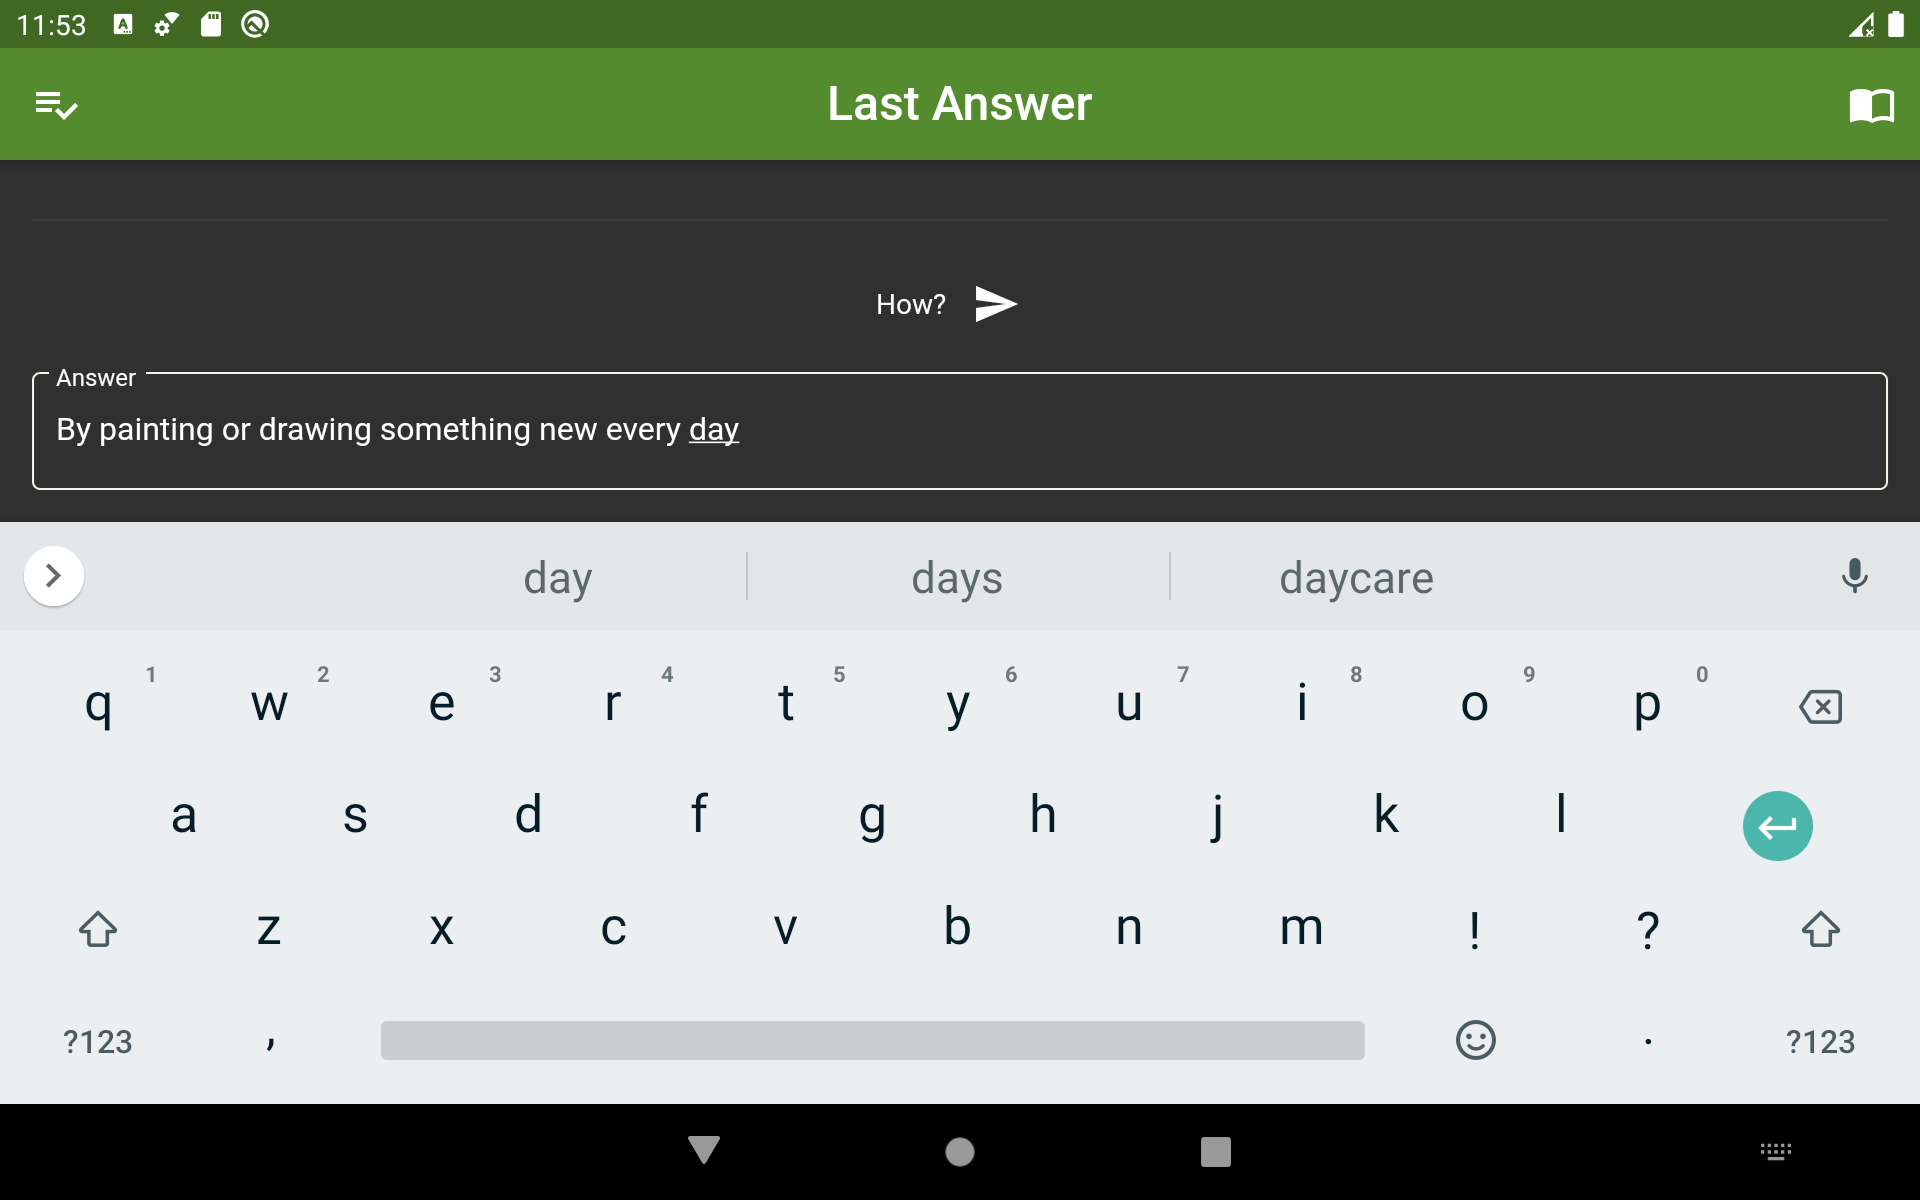 11:53
Last Answer
How?
Answer
By painting or drawing something new every day
day days daycare
q 1 w 2 e 3 r 4 t 5 y 6 u 7 i 8 o 9 p 0
a s d f g h j k l
z x c v b n m ! ?
?123 , . ?123